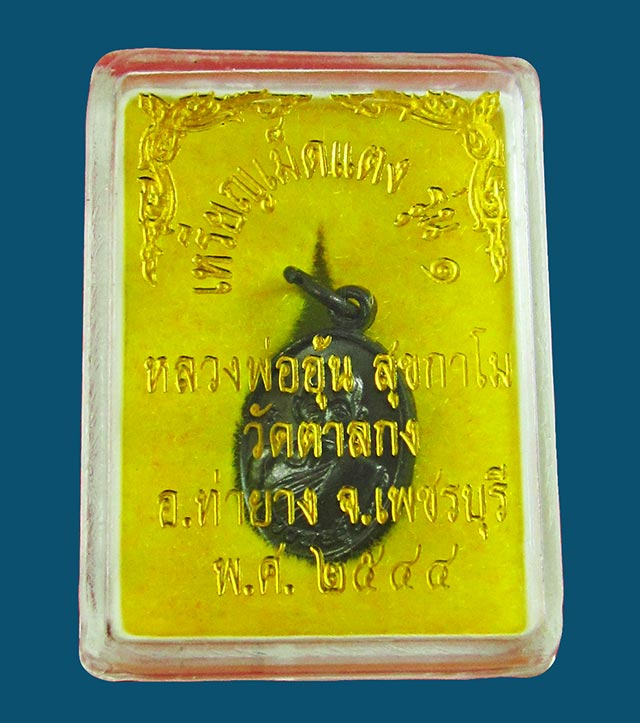 เหรียญเม็ดแตง รุ่น ๑
หลวงพ่ออุ้น สุขกาโม
วัดตาลกง
อ.ท่ายาง จ.เพชรบุรี
พ.ศ. ๒๕๔๔